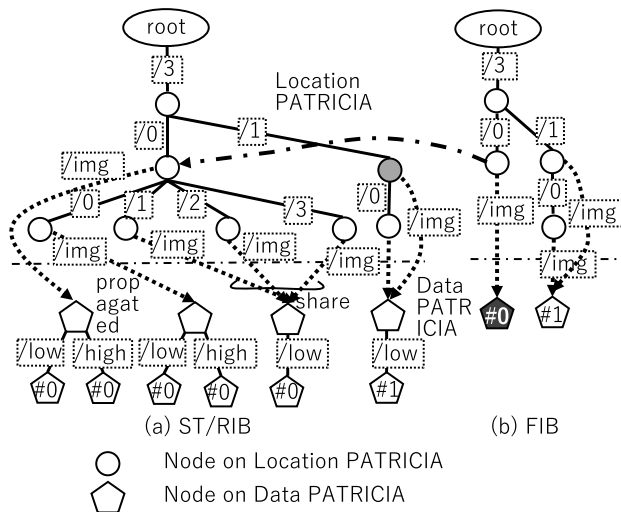 root
root
/3
/3
Location
PATRICIA
/0
/1
/0
/1
/img
/0
/0
/1
/2
/3
/img
/0
/img
/img
/img
/img
/img
/img
/img
prop
agat
ed
share
Data
PATR
ICIA
#0
#1
/low
/high
/low
/high
/low
/low
#0
#0
#0
#0
#0
#1
(a) ST/RIB
(b) FIB
Node on Location PATRICIA
Node on Data PATRICIA